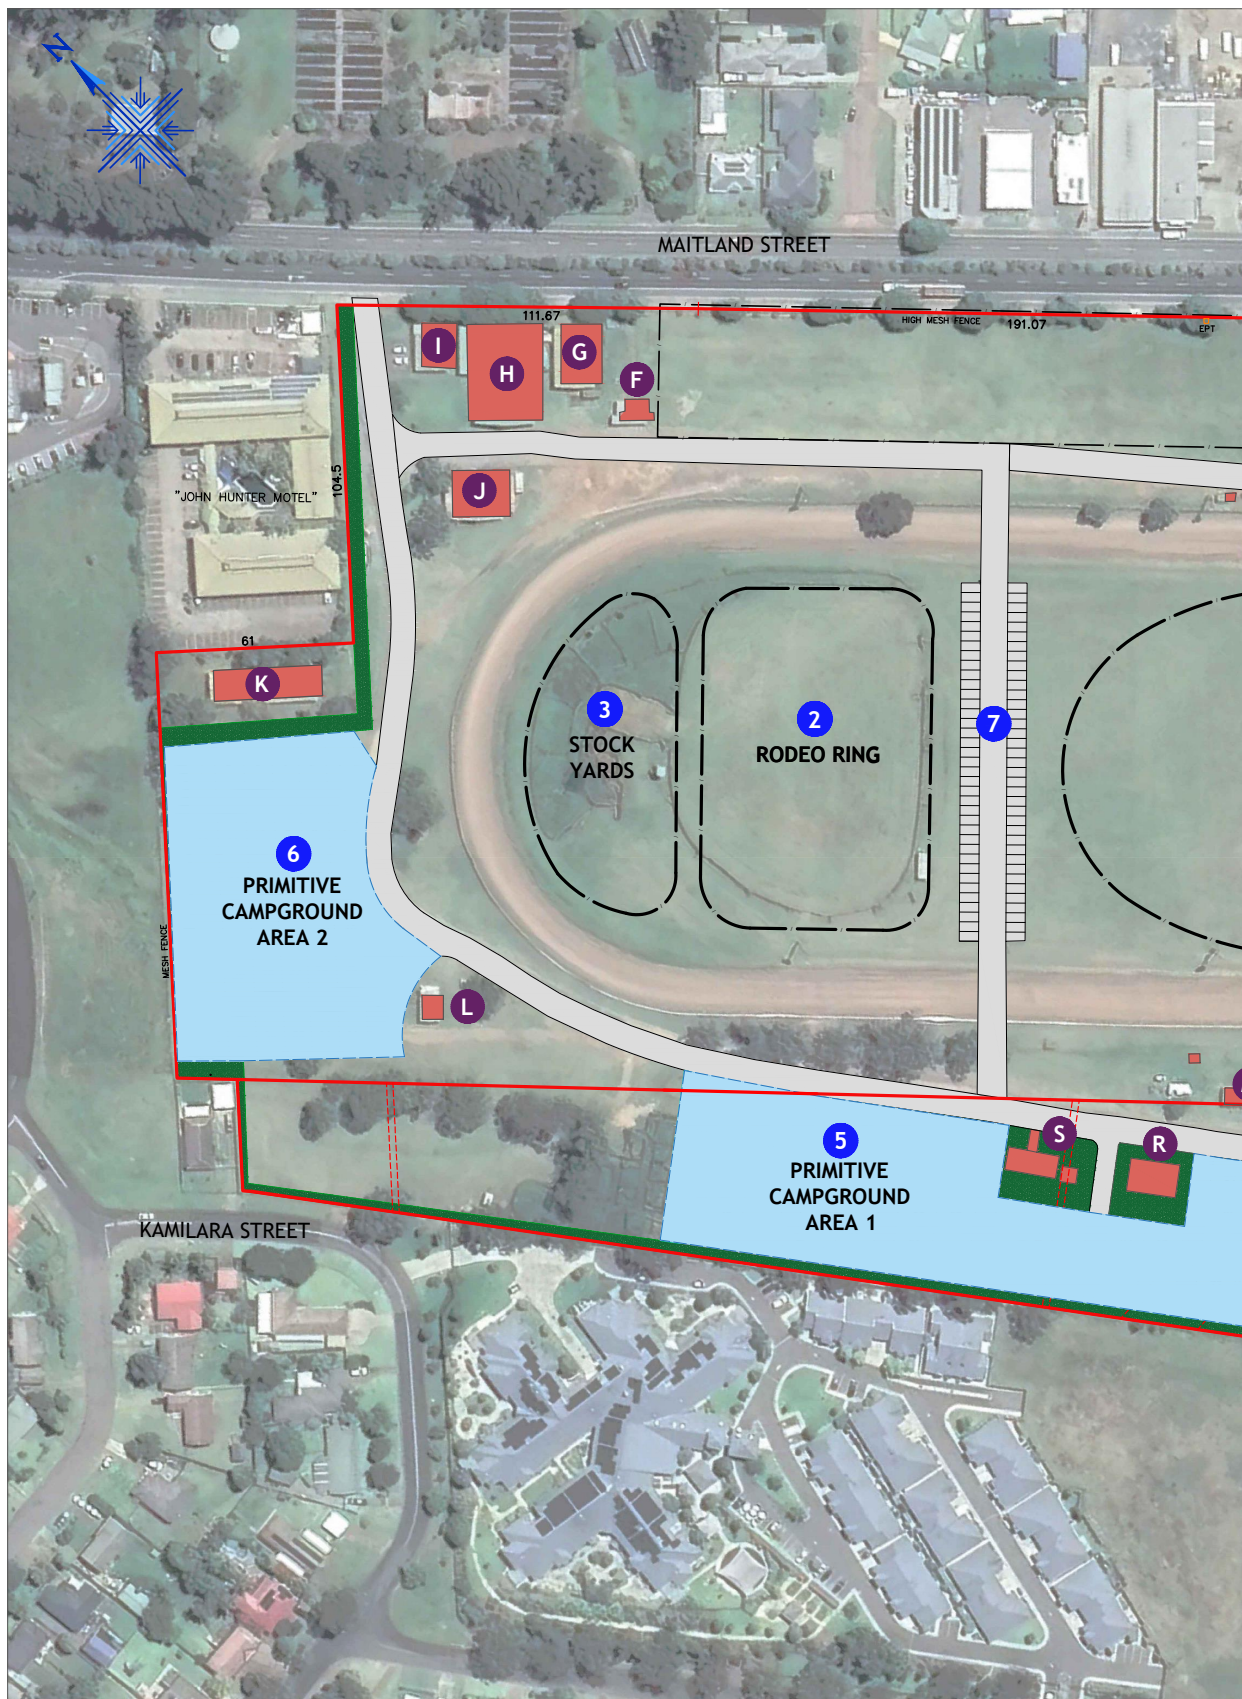 N
MAITLAND STREET
111.67
HIGH MESH FENCE
191.07
EPT
I
H
G
F
J
104.5
"JOHN HUNTER MOTEL"
61
K
3
STOCK
YARDS
2
RODEO RING
7
6
PRIMITIVE
CAMPGROUND
AREA 2
MESH FENCE
L
5
PRIMITIVE
CAMPGROUND
AREA 1
S
R
KAMILARA STREET